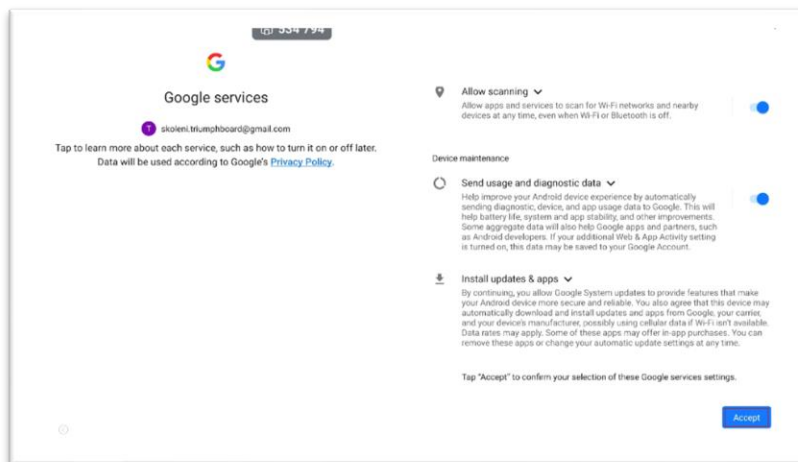 534 794
G
Google services
T skoleni.triumphboard@gmail.com
Tap to learn more about each service, such as how to turn it on or off later.
Data will be used according to Google's Privacy Policy.
Allow scanning
Allow apps and services to scan for Wi-Fi networks and nearby
devices at any time, even when Wi-Fi or Bluetooth is off.
Device maintenance
Send usage and diagnostic data
Help improve your Android device experience by automatically
sending diagnostic, device, and app usage data to Google. This will
help battery life, system and app stability, and other improvements.
Some aggregate data will also help Google apps and partners, such
as Android developers. If your additional Web & App Activity setting
is turned on, this data may be saved to your Google Account.
Install updates & apps
By continuing, you allow Google System updates to provide features that make
your Android device more secure and reliable. You also agree that this device may
automatically download and install updates and apps from Google, your carrier,
and your device's manufacturer, possibly using cellular data if Wi-Fi isn't available.
Data rates may apply. Some of these apps may offer in-app purchases. You can
remove these apps or change your automatic update settings at any time.
Tap "Accept" to confirm your selection of these Google services settings.
Accept